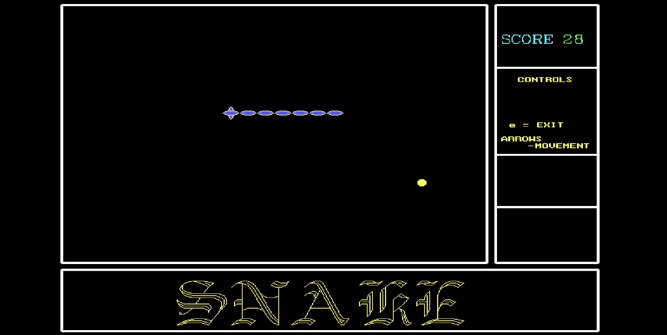 SCORE 28
CONTROLS
e = EXIT
ARROWS
-MOVEMENT
SNAKE